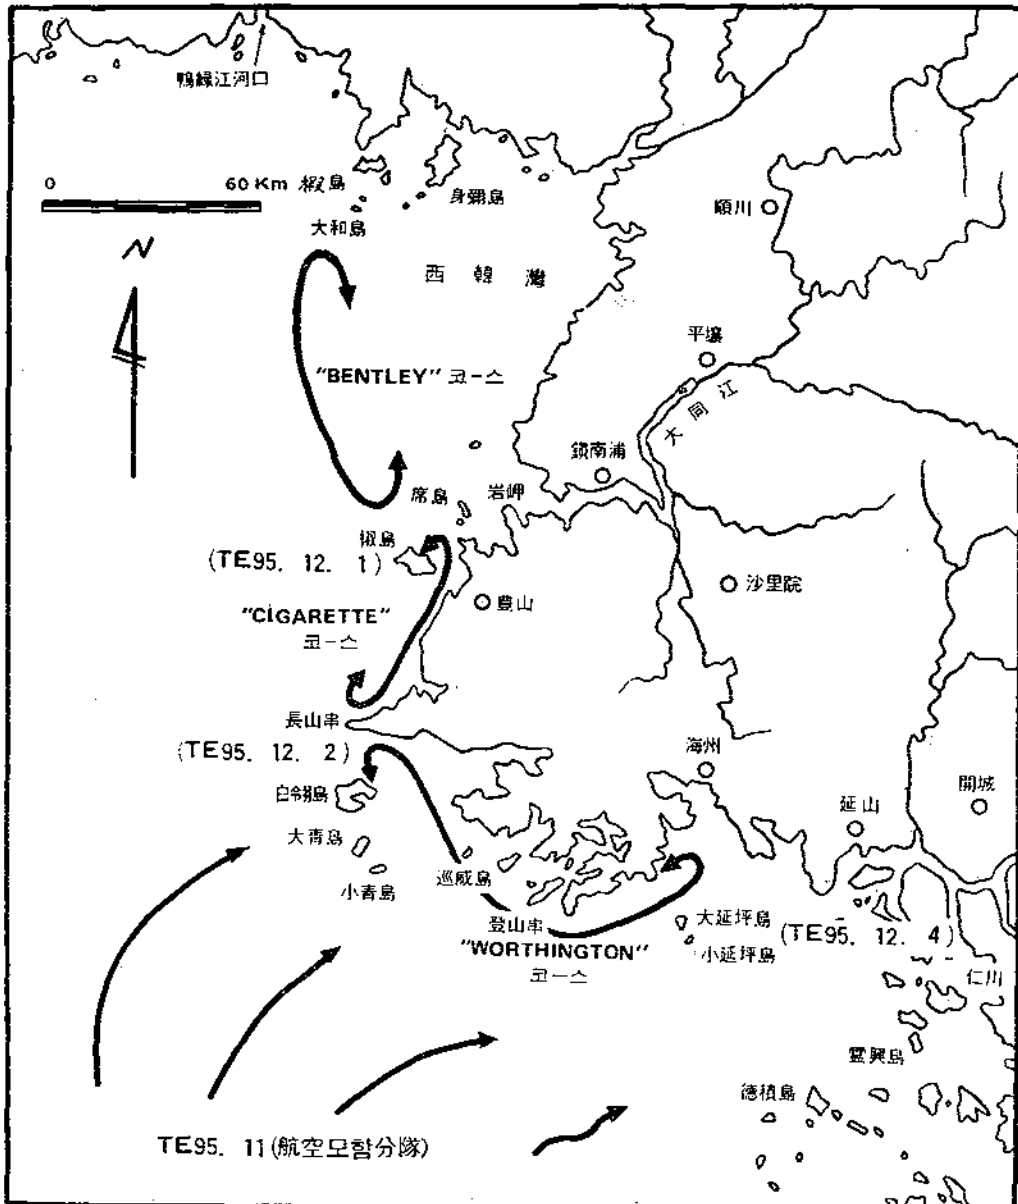 鴨綠江河口
0
60 Km
椵島
身彌島
大和島
N
西韓灣
順川
平壤
"BENTLEY" 코-스
大同江
鎭南浦
席島
岩岬
椒島
(TE95. 12. 1)
沙里院
豊山
"CIGARETTE"
코-스
長山串
(TE95. 12. 2)
海州
開城
白翎島
延山
大靑島
小靑島
巡威島
登山串
大延坪島
(TE95. 12. 4)
小延坪島
"WORTHINGTON"
코-스
仁川
靈興島
德積島
TE95. 11(航空모함分隊)